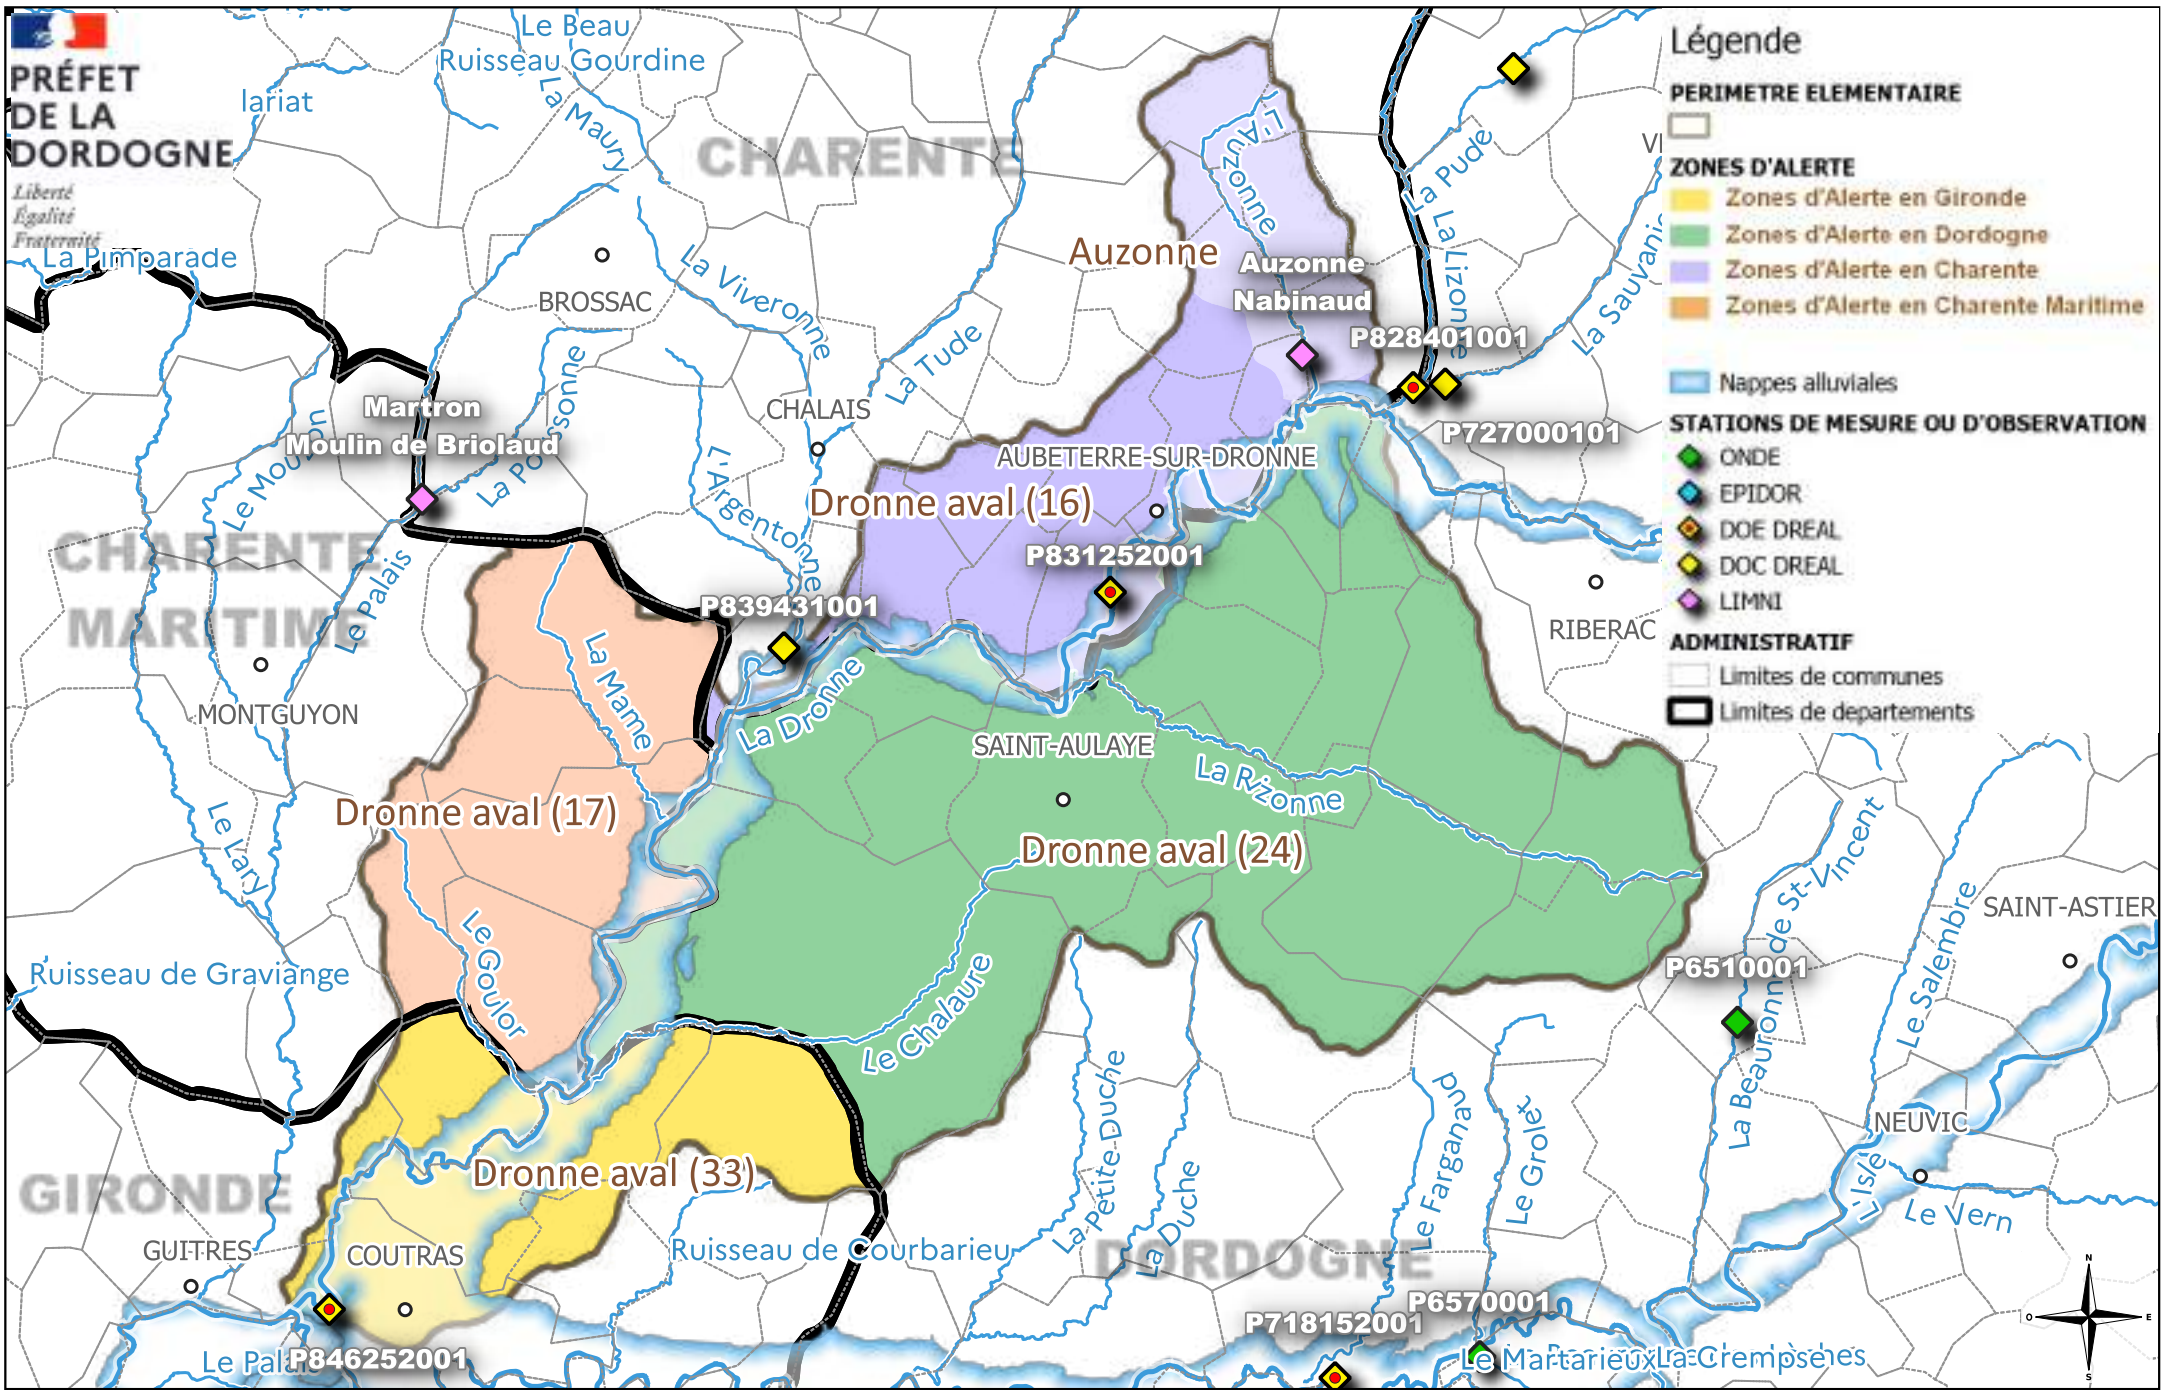 PRÉFET
DE LA
DORDOGNE
Liberté
Égalité
Fraternité
Le Beau
Ruisseau Gourdine
lariat
La Maury
CHARENTE
La Pimparade
BROSSAC
La Viveronne
La Tude
CHALAIS
L'Auzonne
Auzonne
Auzonne
Nabinaud
La Pude
La Lizonne
La Sauvanie
P828401001
P727000101
Martron
Moulin de Briolaud
Le Mouzon
La Poussonne
L'Argentonne
AUBETERRE-SUR-DRONNE
Dronne aval (16)
P831252001
CHARENTE
MARITIME
Le Palais
P839431001
RIBERAC
MONTGUYON
La Mame
La Dronne
SAINT-AULAYE
La Rizonne
Dronne aval (17)
Dronne aval (24)
Le Lary
Le Goulor
Ruisseau de Graviange
Le Chalaure
La Beauronne de St-Vincent
Le Salembre
SAINT-ASTIER
P6510001
GIRONDE
Dronne aval (33)
La Petite-Duche
La Duche
Le Farganaud
Le Grolet
NEUVIC
L'Isle
Le Vern
GUITRES
COUTRAS
Ruisseau de Courbarieu
DORDOGNE
P6570001
P718152001
P846252001
Le Martarieux
La Crempse
Légende
PERIMETRE ELEMENTAIRE
ZONES D'ALERTE
Zones d'Alerte en Gironde
Zones d'Alerte en Dordogne
Zones d'Alerte en Charente
Zones d'Alerte en Charente Maritime
Nappes alluviales
STATIONS DE MESURE OU D'OBSERVATION
ONDE
EPIDOR
DOE DREAL
DOC DREAL
LIMNI
ADMINISTRATIF
Limites de communes
Limites de departements
N
O
E
S